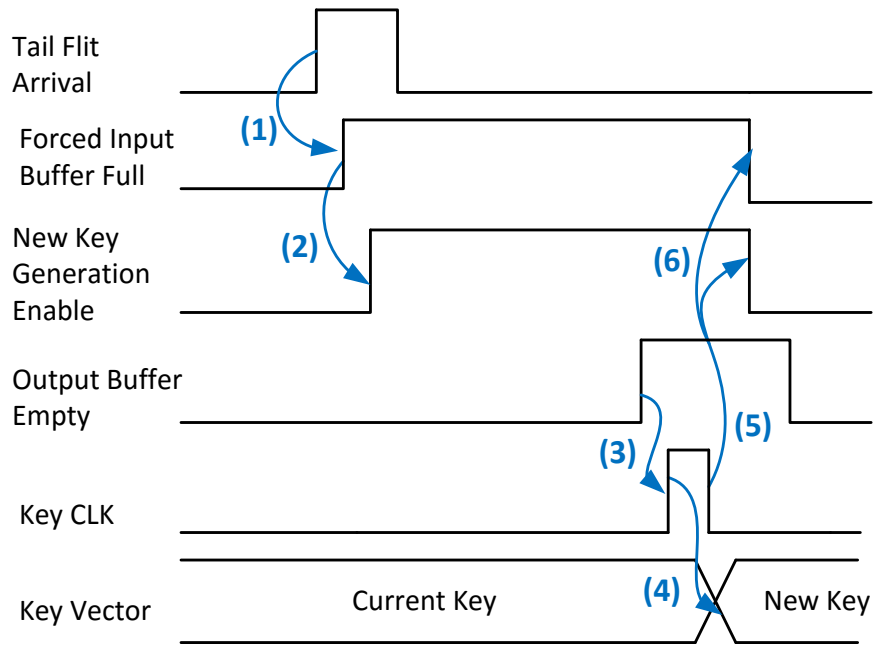 Tail Flit
Arrival
(1)
Forced Input
Buffer Full
New Key
Generation
Enable
(2)
(6)
Output Buffer
Empty
(3)
(5)
Key CLK
Key Vector
Current Key
(4)
New Key